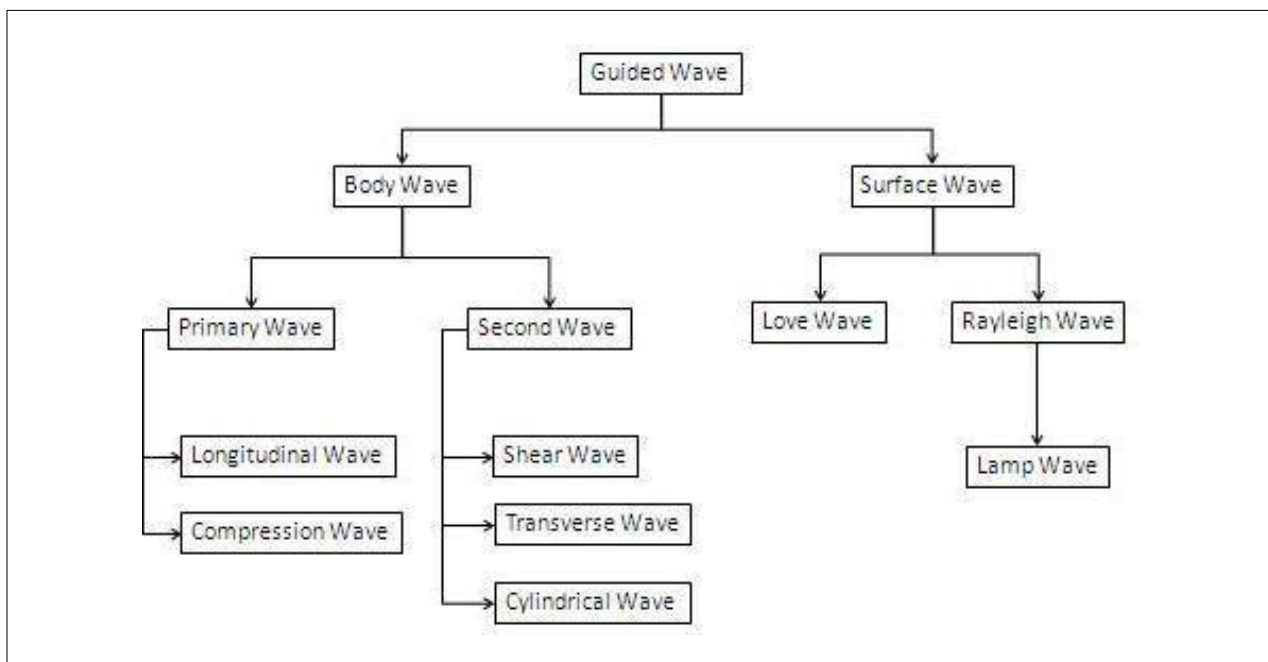 Guided Wave
Body Wave
Surface Wave
Primary Wave
Second Wave
Love Wave
Rayleigh Wave
Longitudinal Wave
Shear Wave
Lamp Wave
Compression Wave
Transverse Wave
Cylindrical Wave